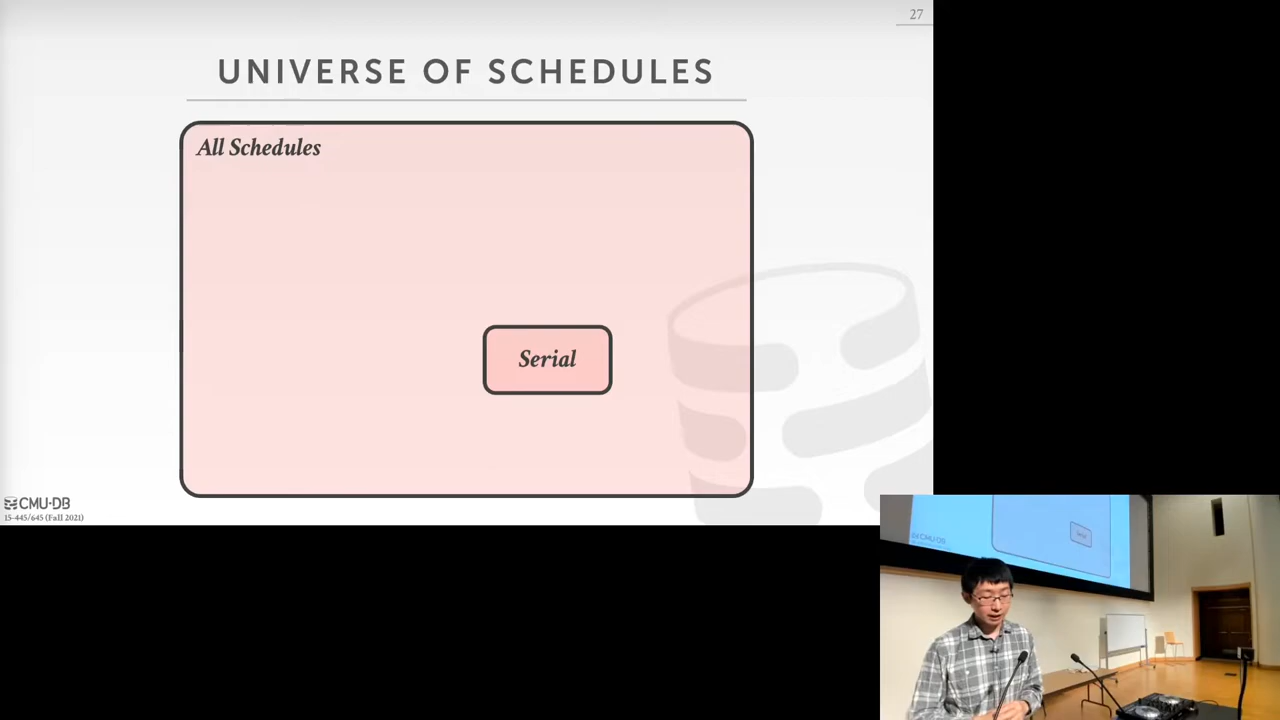 27
UNIVERSE OF SCHEDULES
All Schedules
Serial
CMU·DB
15-445/645 (Fall 2021)